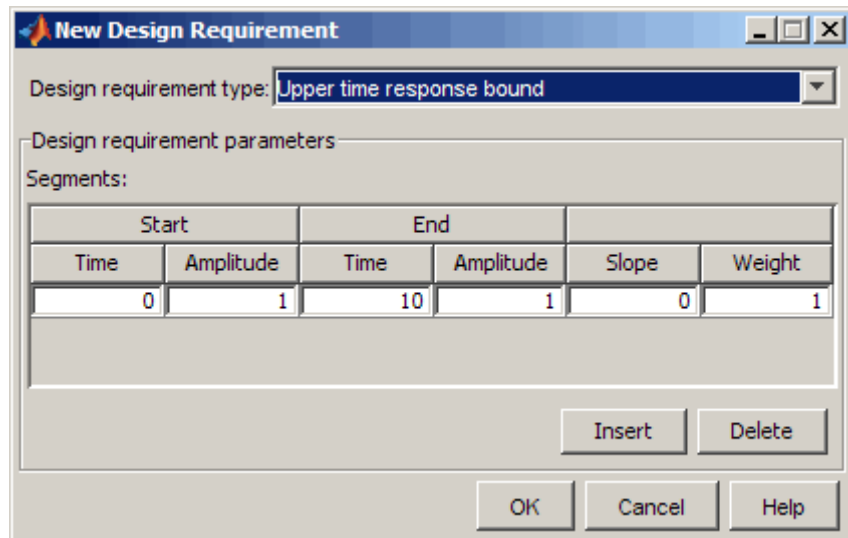 New Design Requirement
Design requirement type: Upper time response bound
Design requirement parameters
Segments:
Start End
Time Amplitude Time Amplitude Slope Weight
0 1 10 1 0 1
Insert Delete
OK Cancel Help